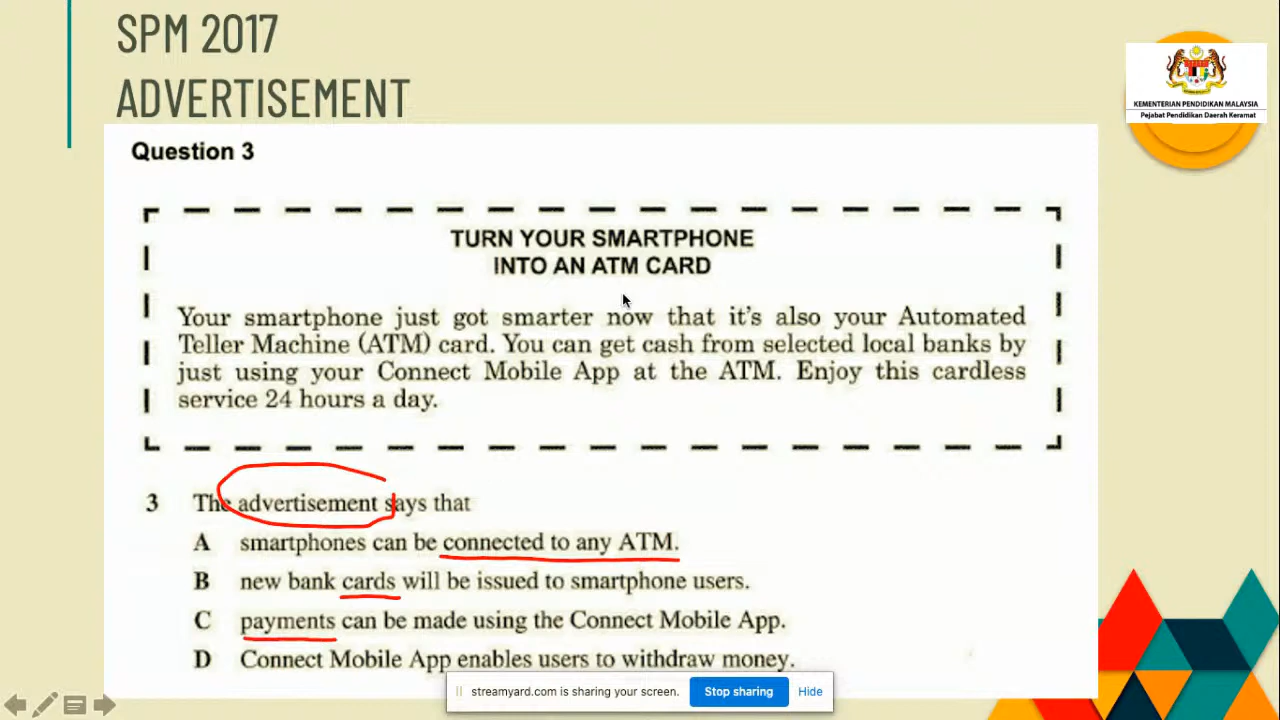 SPM 2017
ADVERTISEMENT
KEMENTERIAN PENDIDIKAN MALAYSIA
Pejabat Pendidikan Daerah Keramat
Question 3
TURN YOUR SMARTPHONE
INTO AN ATM CARD
Your smartphone just got smarter now that it's also your Automated
Teller Machine (ATM) card. You can get cash from selected local banks by
just using your Connect Mobile App at the ATM. Enjoy this cardless
service 24 hours a day.
3 The advertisement says that
A smartphones can be connected to any ATM.
B new bank cards will be issued to smartphone users.
C payments can be made using the Connect Mobile App.
D Connect Mobile App enables users to withdraw money.
streamyard.com is sharing your screen. Stop sharing Hide